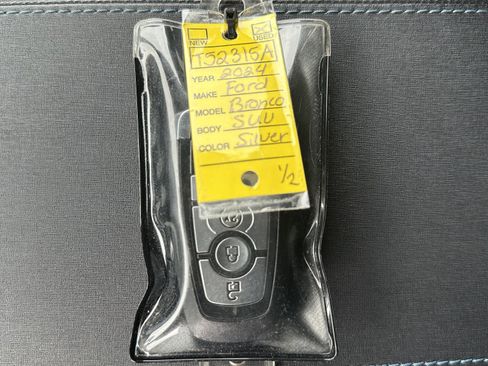 NEW USED
T52315A
YEAR 2024
MAKE Ford
MODEL Bronco
BODY SUV
COLOR Silver
1/2